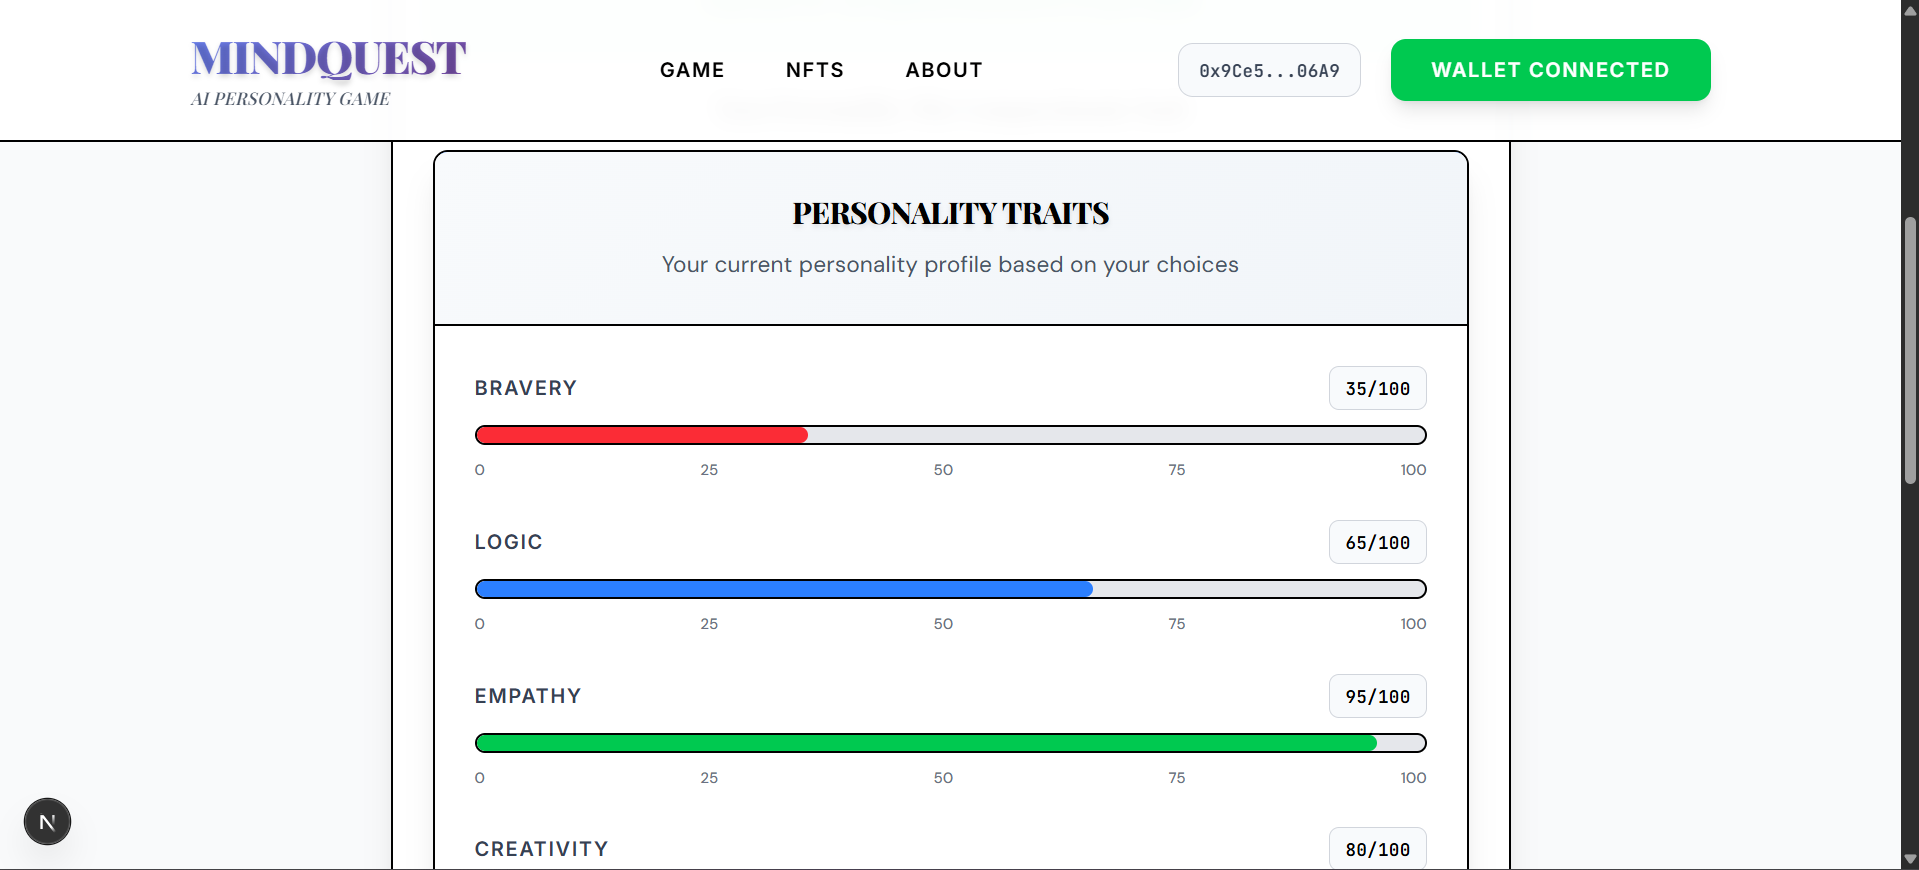 MINDQUEST
AI PERSONALITY GAME
GAME
NFTS
ABOUT
0x9Ce5...06A9
WALLET CONNECTED
PERSONALITY TRAITS
Your current personality profile based on your choices
BRAVERY
35/100
0 25 50 75 100
LOGIC
65/100
0 25 50 75 100
EMPATHY
95/100
0 25 50 75 100
CREATIVITY
80/100
N